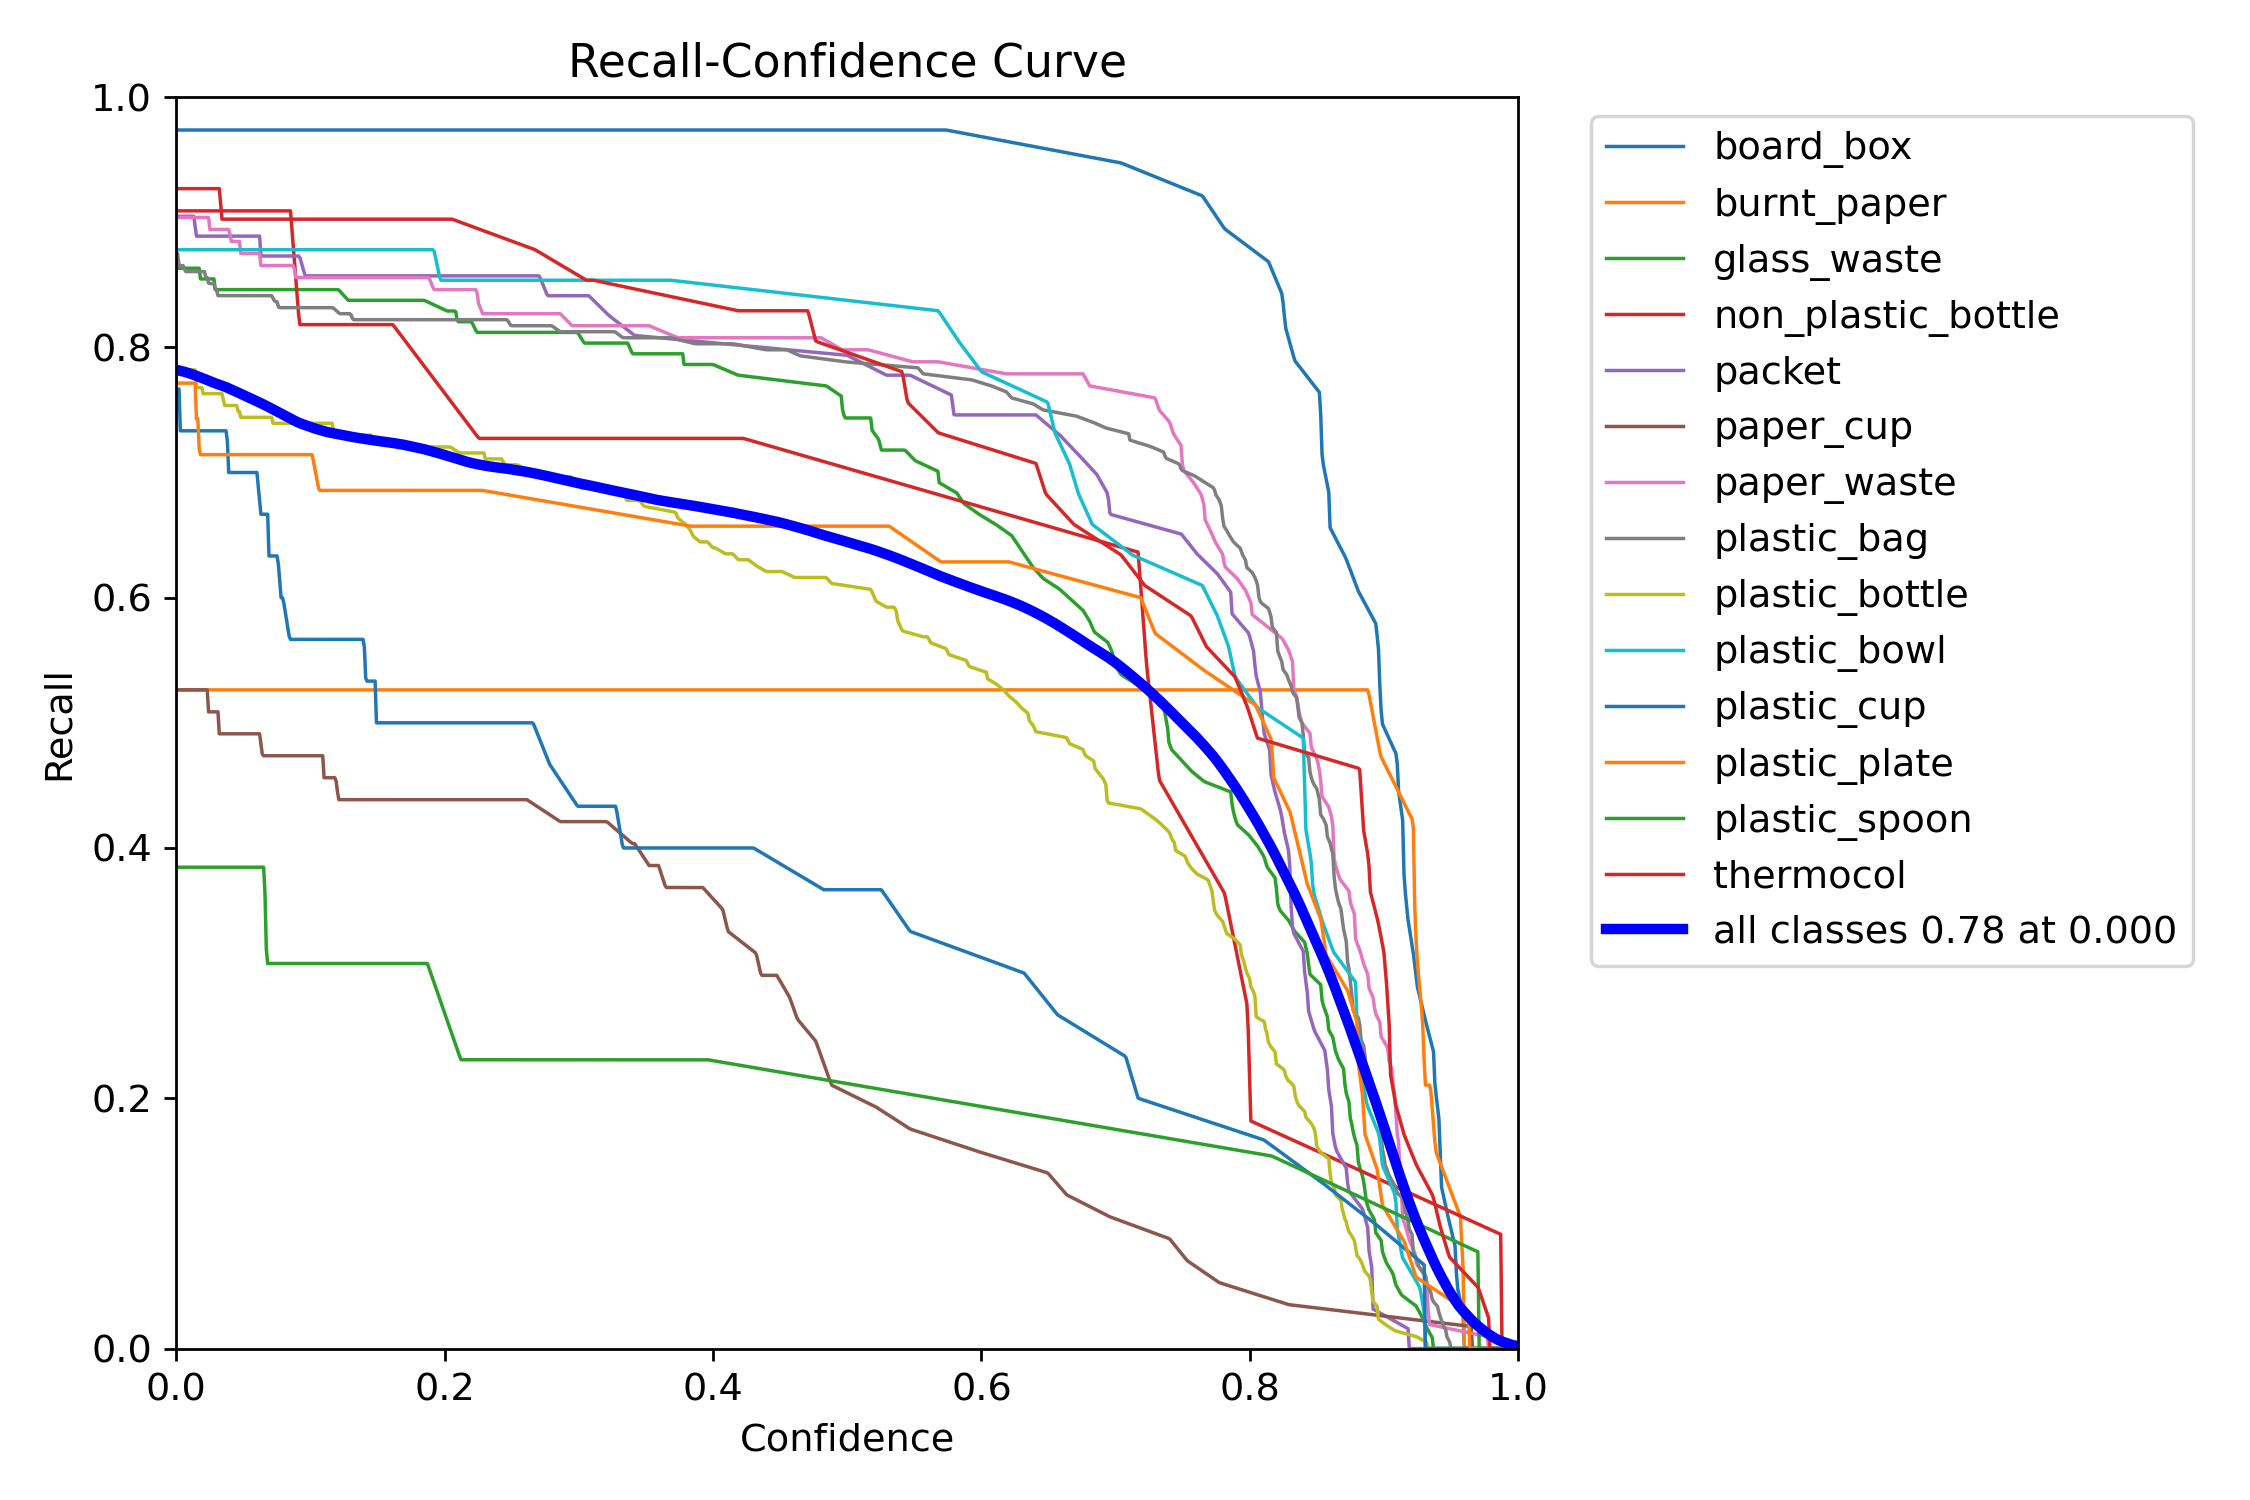 Recall-Confidence Curve
1.0
0.8
0.6
0.4
0.2
0.0
Recall
0.0 0.2 0.4 0.6 0.8 1.0
Confidence
board_box
burnt_paper
glass_waste
non_plastic_bottle
packet
paper_cup
paper_waste
plastic_bag
plastic_bottle
plastic_bowl
plastic_cup
plastic_plate
plastic_spoon
thermocol
all classes 0.78 at 0.000